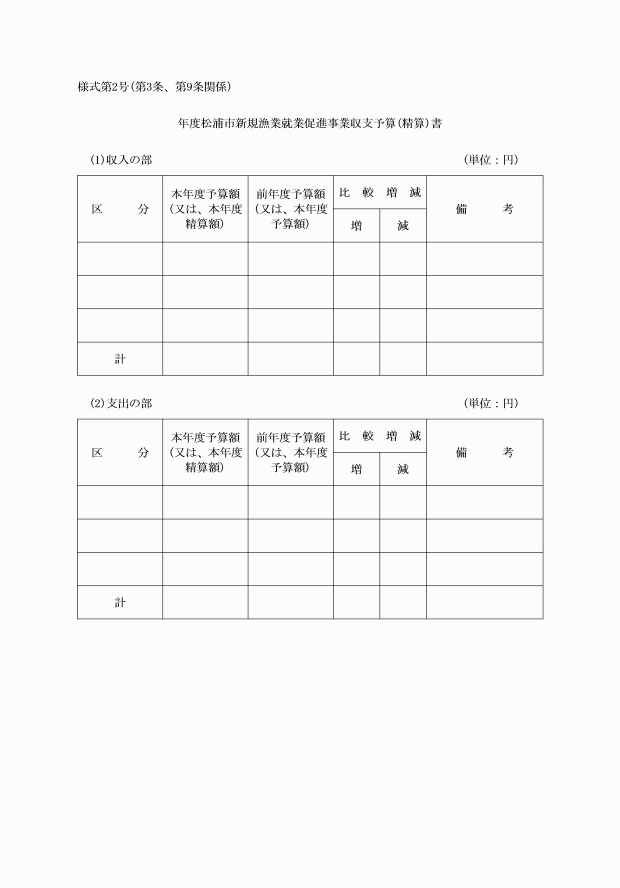 様式第2号(第3条、第9条関係)
年度松浦市新規漁業就業促進事業収支予算(精算)書
(1)収入の部 (単位：円)
区　分 本年度予算額(又は、本年度精算額) 前年度予算額(又は、本年度予算額) 比較増減 備　考
増 減
計
(2)支出の部 (単位：円)
区　分 本年度予算額(又は、本年度精算額) 前年度予算額(又は、本年度予算額) 比較増減 備　考
増 減
計